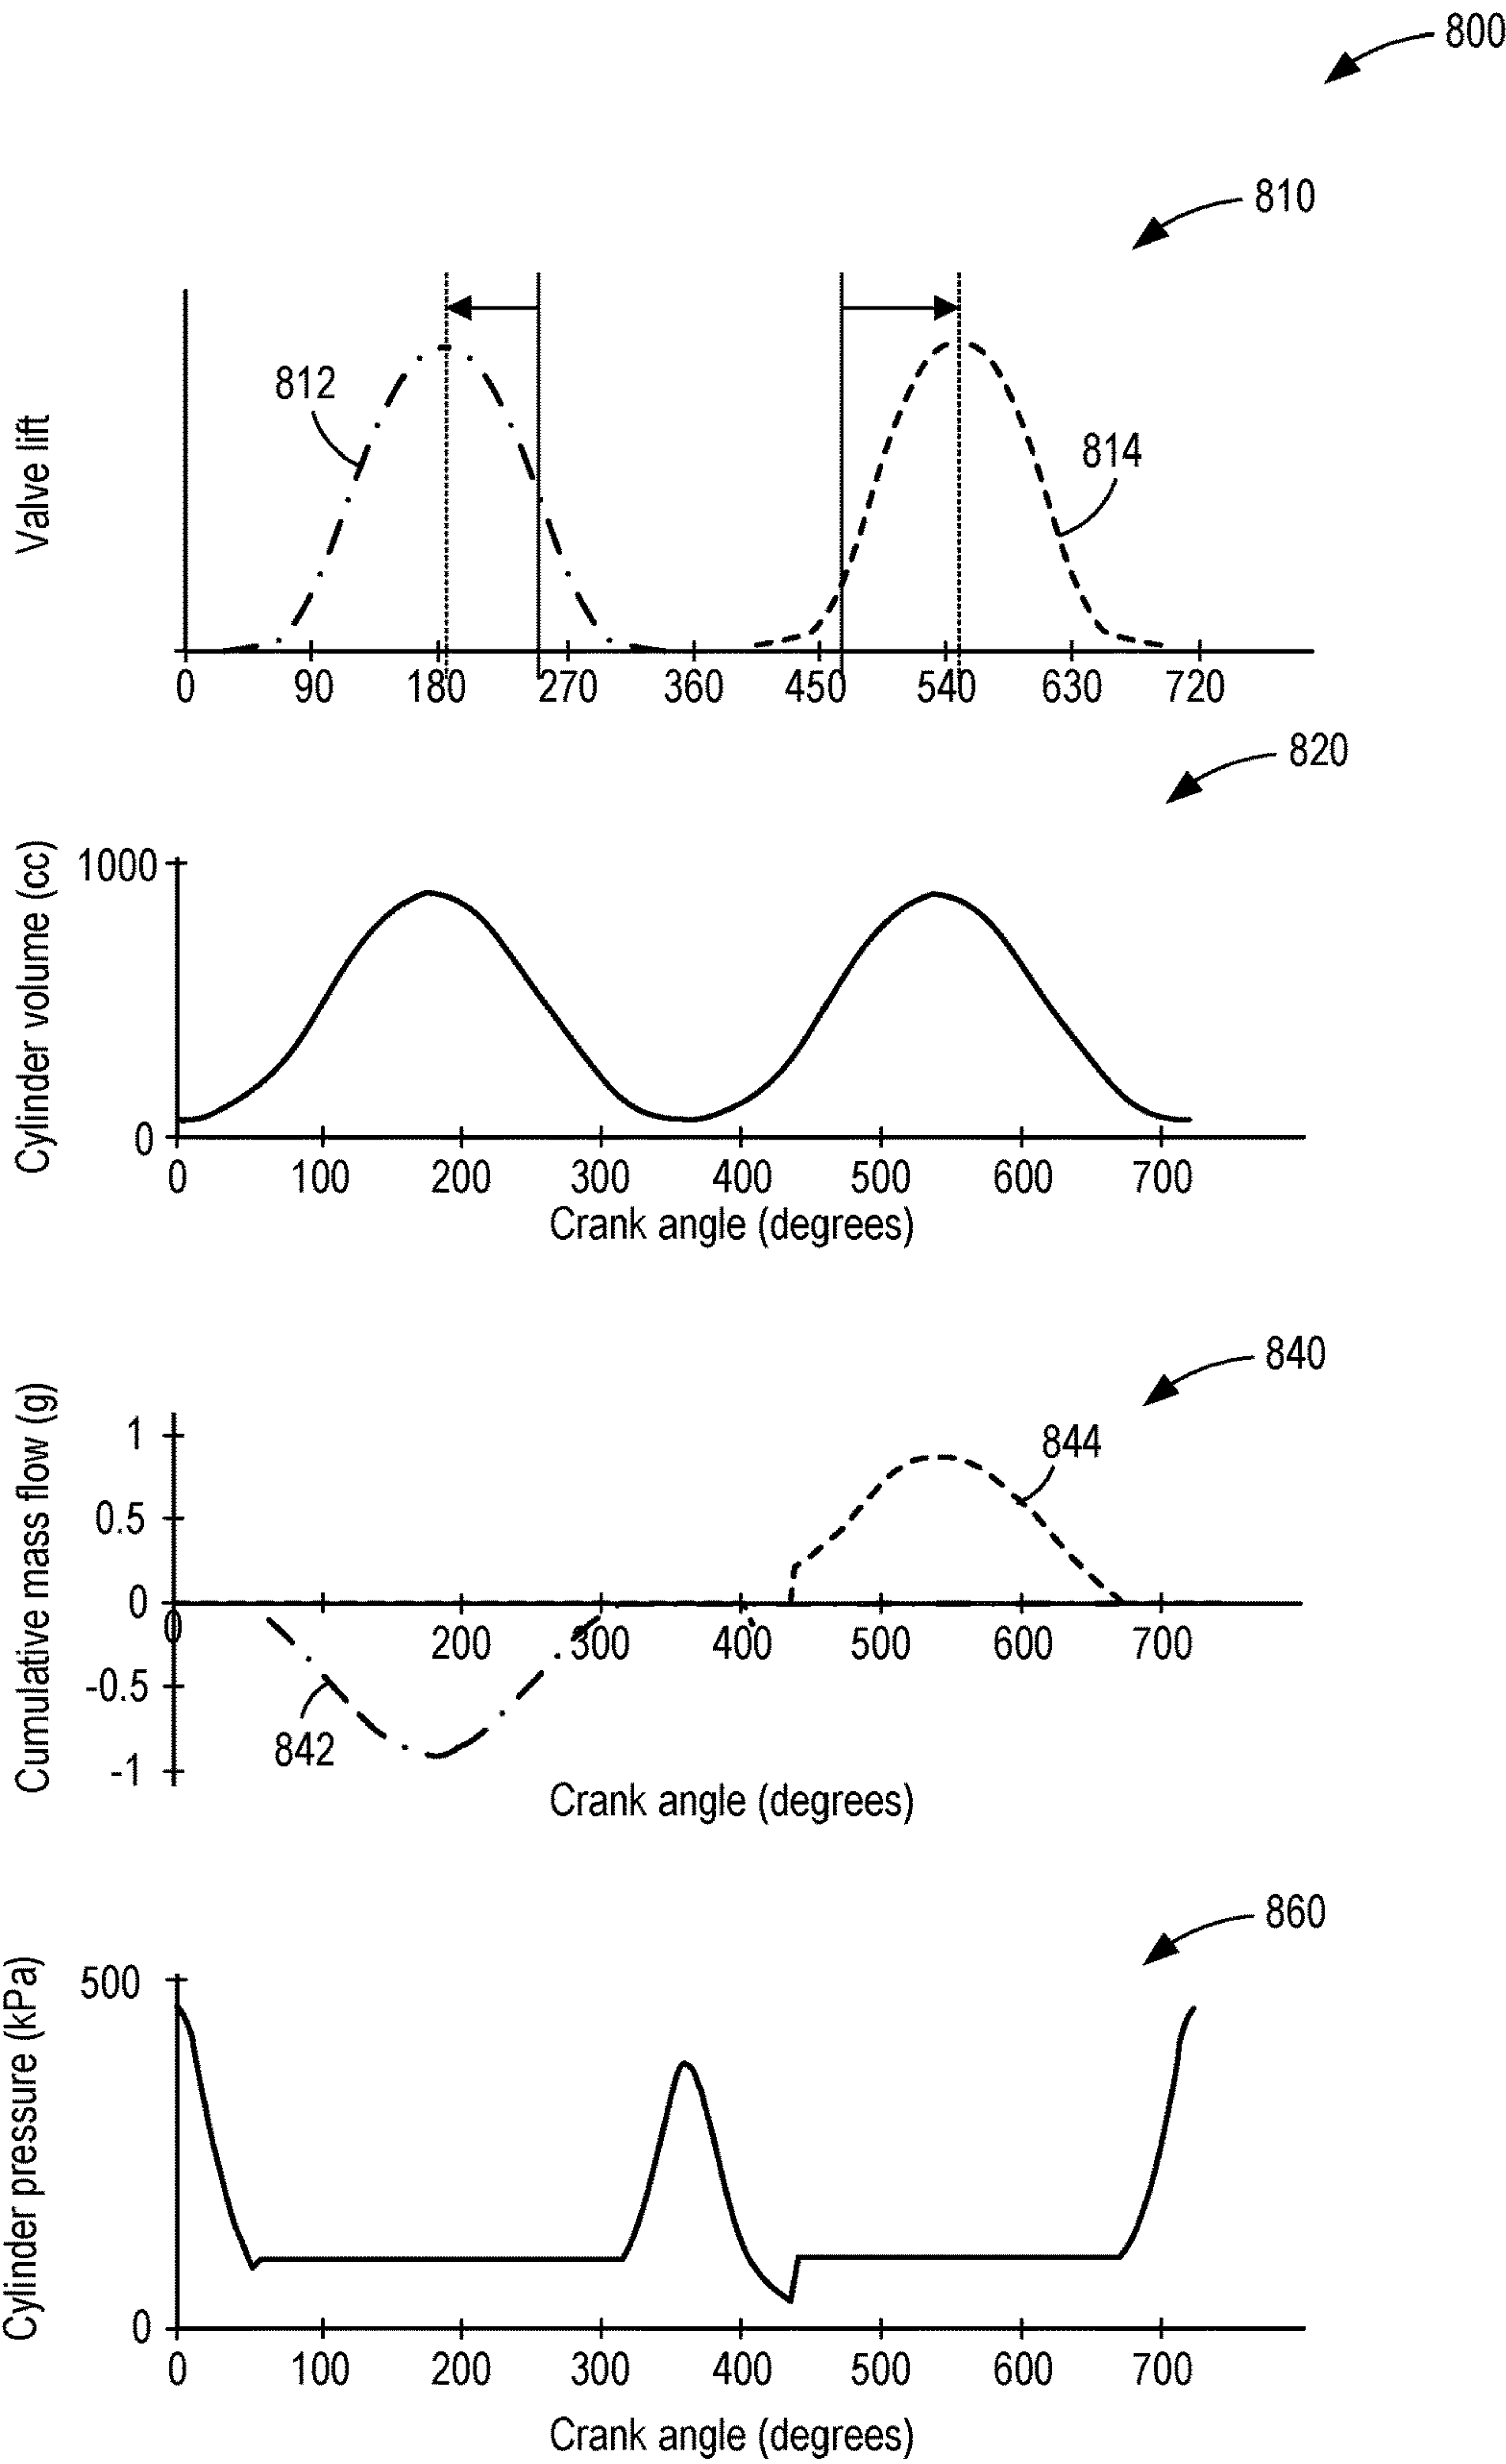 800
810
812
814
Valve lift
0 90 180 270 360 450 540 630 720
820
Cylinder volume (cc)
1000
0
0 100 200 300 400 500 600 700
Crank angle (degrees)
840
844
Cumulative mass flow (g)
1
0.5
0
0 200 300 400 500 600 700
-0.5
842
-1
Crank angle (degrees)
860
Cylinder pressure (kPa)
500
0
0 100 200 300 400 500 600 700
Crank angle (degrees)